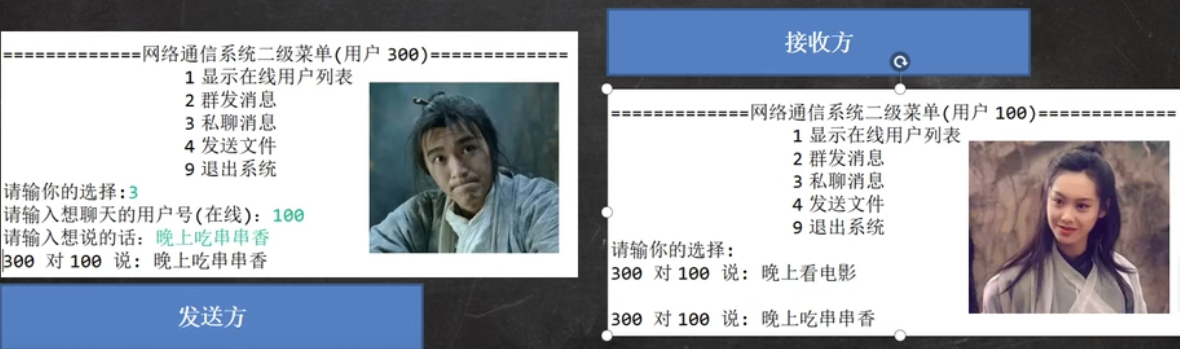 =============网络通信系统二级菜单(用户 300)=============
1 显示在线用户列表
2 群发消息
3 私聊消息
4 发送文件
9 退出系统
请输你的选择:3
请输入想聊天的用户号(在线): 100
请输入想说的话: 晚上吃串串香
300 对 100 说: 晚上吃串串香
发送方
接收方
=============网络通信系统二级菜单(用户 100)=============
1 显示在线用户列表
2 群发消息
3 私聊消息
4 发送文件
9 退出系统
请输你的选择:
300 对 100 说: 晚上看电影
300 对 100 说: 晚上吃串串香